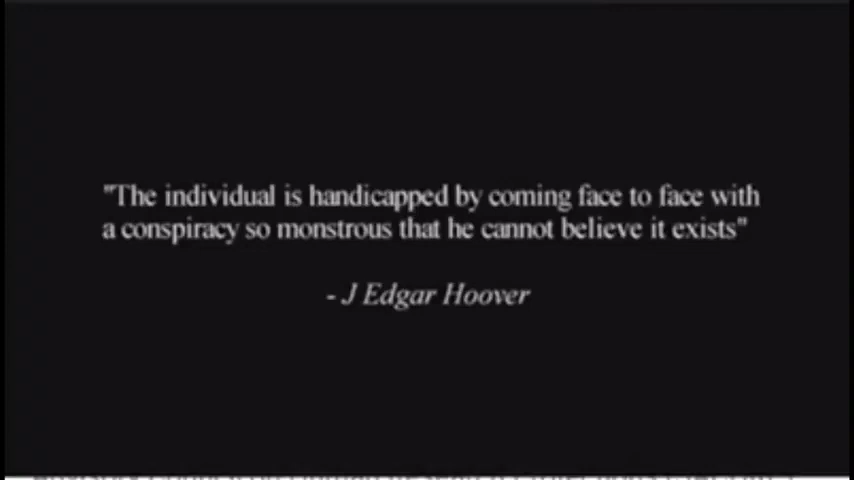 "The individual is handicapped by coming face to face with
a conspiracy so monstrous that he cannot believe it exists"
- J Edgar Hoover